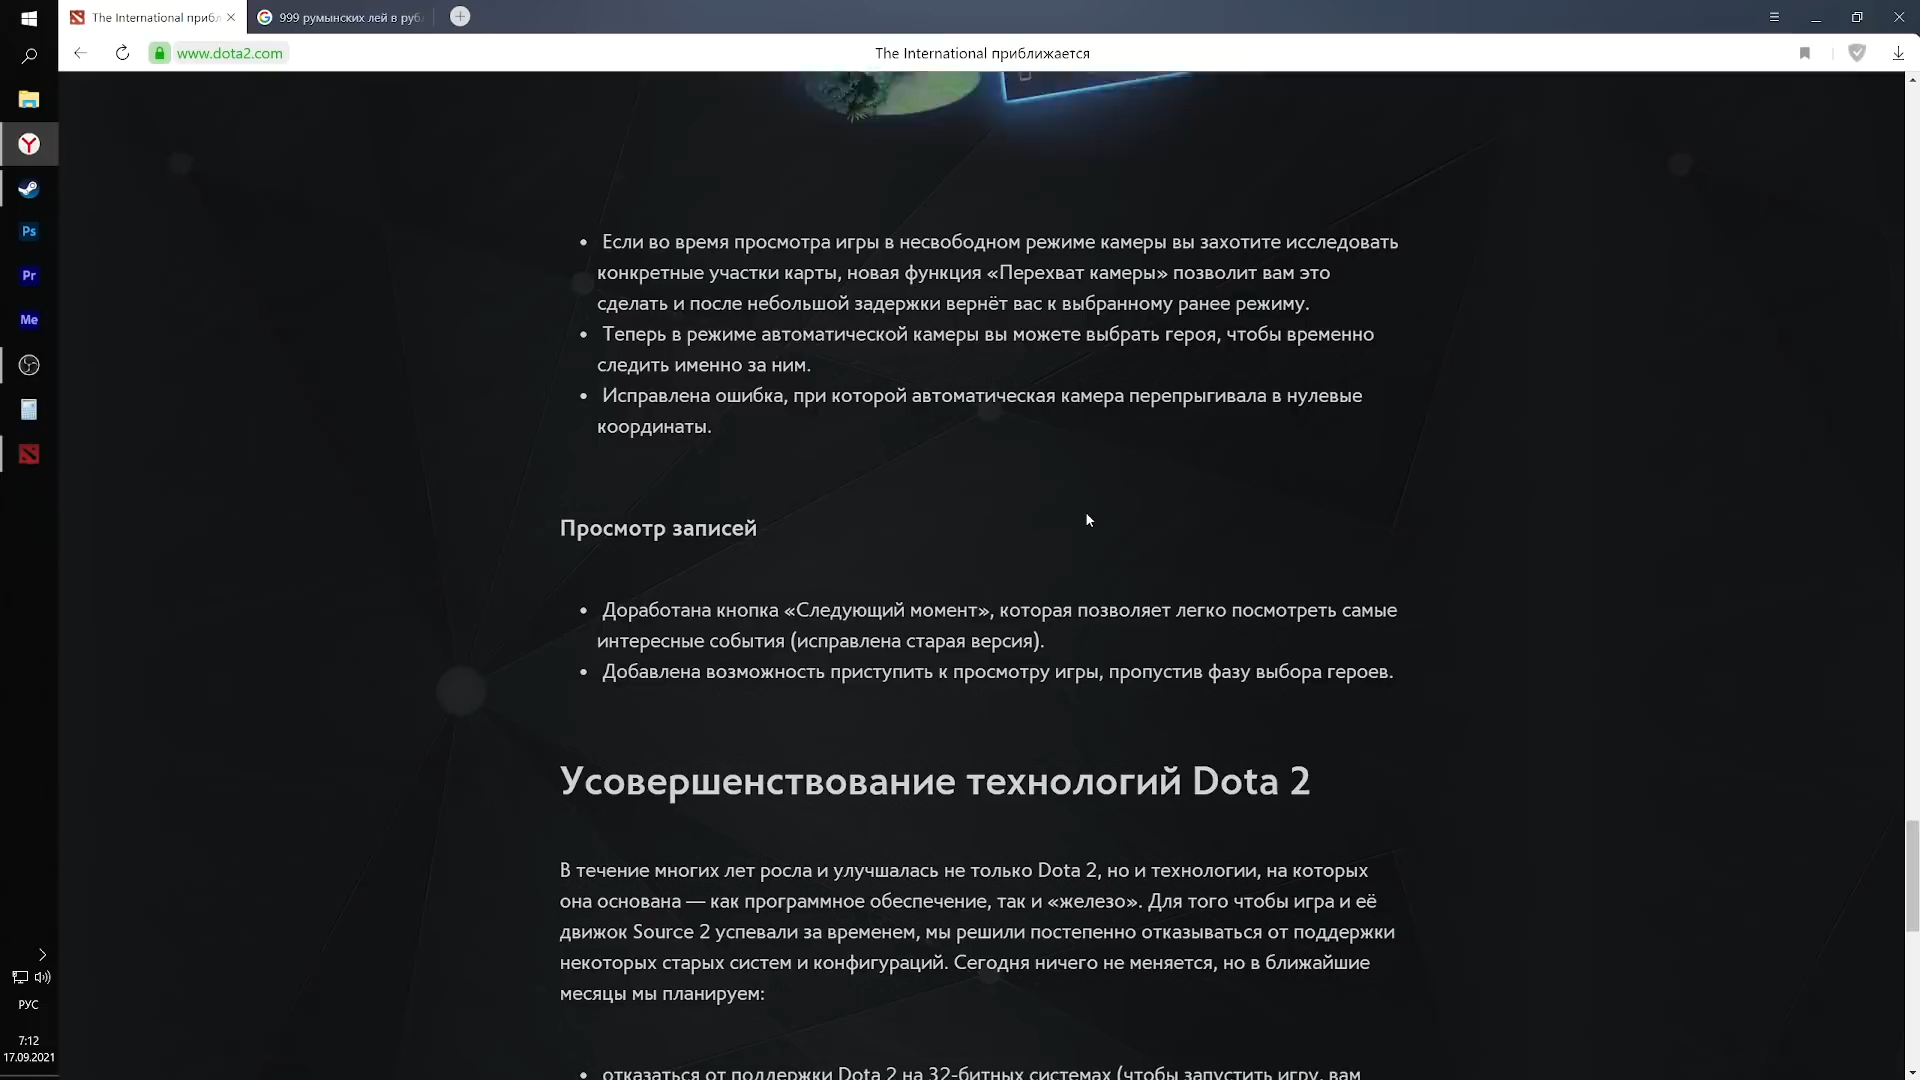 The International прибл
999 румынских лей в руб
www.dota2.com
The International приближается
Ps
Pr
Me
• Если во время просмотра игры в несвободном режиме камеры вы захотите исследовать
конкретные участки карты, новая функция «Перехват камеры» позволит вам это
сделать и после небольшой задержки вернёт вас к выбранному ранее режиму.
• Теперь в режиме автоматической камеры вы можете выбрать героя, чтобы временно
следить именно за ним.
• Исправлена ошибка, при которой автоматическая камера перепрыгивала в нулевые
координаты.
Просмотр записей
• Доработана кнопка «Следующий момент», которая позволяет легко посмотреть самые
интересные события (исправлена старая версия).
• Добавлена возможность приступить к просмотру игры, пропустив фазу выбора героев.
Усовершенствование технологий Dota 2
В течение многих лет росла и улучшалась не только Dota 2, но и технологии, на которых
она основана — как программное обеспечение, так и «железо». Для того чтобы игра и её
движок Source 2 успевали за временем, мы решили постепенно отказываться от поддержки
некоторых старых систем и конфигураций. Сегодня ничего не меняется, но в ближайшие
месяцы мы планируем:
• отказаться от поддержки Dota 2 на 32-битных системах (чтобы запустить игру, вам
РУС
7:12
17.09.2021